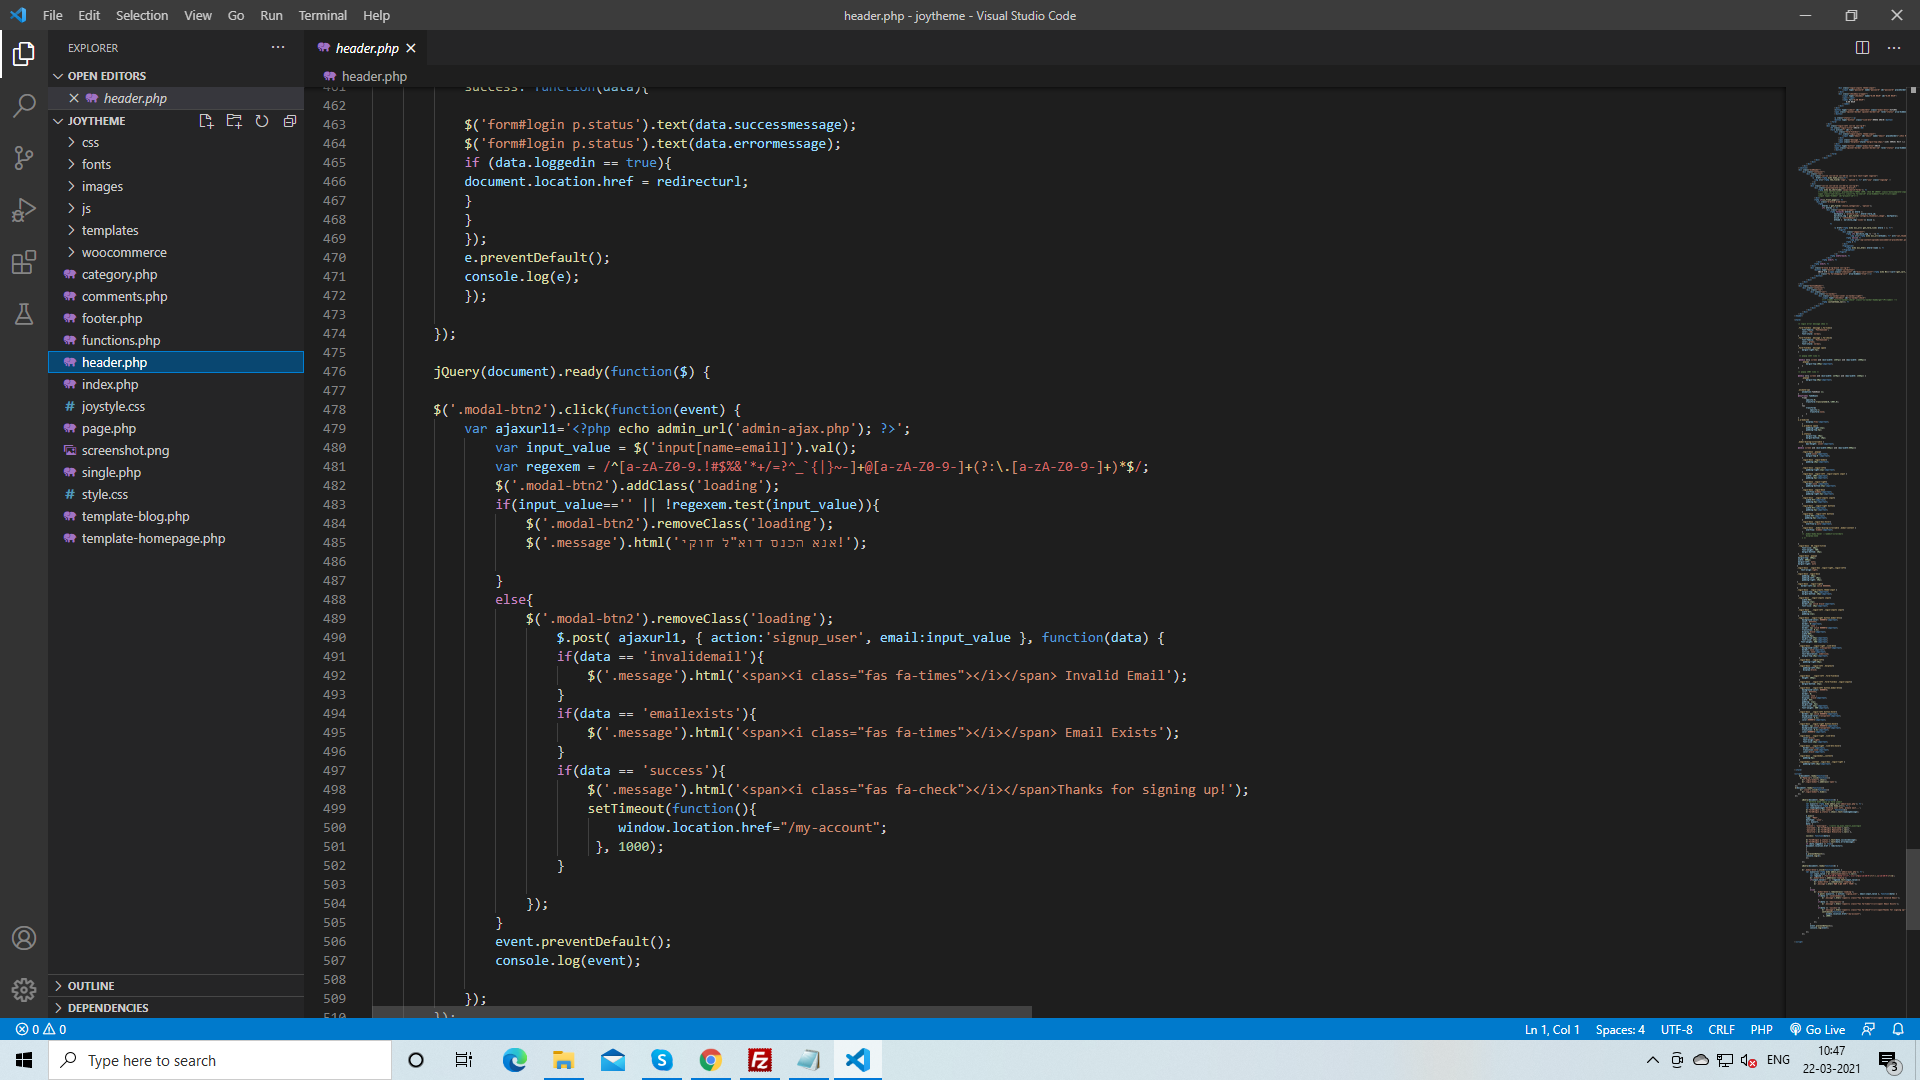 File Edit Selection View Go Run Terminal Help
header.php - joytheme - Visual Studio Code
EXPLORER
OPEN EDITORS
header.php
JOYTHEME
css
fonts
images
js
templates
woocommerce
category.php
comments.php
footer.php
functions.php
header.php
index.php
joystyle.css
page.php
screenshot.png
single.php
style.css
template-blog.php
template-homepage.php
OUTLINE
DEPENDENCIES
header.php
header.php
461 success: function(data){
462
463 $('form#login p.status').text(data.successmessage);
464 $('form#login p.status').text(data.errormessage);
465 if (data.loggedin == true){
466 document.location.href = redirecturl;
467 }
468 }
469 });
470 e.preventDefault();
471 console.log(e);
472 });
473
474 });
475
476 jQuery(document).ready(function($) {
477
478 $('.modal-btn2').click(function(event) {
479 var ajaxurl1='<?php echo admin_url('admin-ajax.php'); ?>';
480 var input_value = $('input[name=email]').val();
481 var regexem = /^[a-zA-Z0-9.!#$%&'*+/=?^_`{|}~-]+@[a-zA-Z0-9-]+(?:\.[a-zA-Z0-9-]+)*$/;
482 $('.modal-btn2').addClass('loading');
483 if(input_value=='' || !regexem.test(input_value)){
484 $('.modal-btn2').removeClass('loading');
485 $('.message').html('אנא הכנס דוא"ל חוקי!');
486
487 }
488 else{
489 $('.modal-btn2').removeClass('loading');
490 $.post( ajaxurl1, { action:'signup_user', email:input_value }, function(data) {
491 if(data == 'invalidemail'){
492 $('.message').html('<span><i class="fas fa-times"></i></span> Invalid Email');
493 }
494 if(data == 'emailexists'){
495 $('.message').html('<span><i class="fas fa-times"></i></span> Email Exists');
496 }
497 if(data == 'success'){
498 $('.message').html('<span><i class="fas fa-check"></i></span>Thanks for signing up!');
499 setTimeout(function(){
500 window.location.href="/my-account";
501 }, 1000);
502 }
503
504 });
505 }
506 event.preventDefault();
507 console.log(event);
508
509 });
510 });
0 0
Ln 1, Col 1 Spaces: 4 UTF-8 CRLF PHP Go Live
Type here to search
ENG
10:47
22-03-2021
3